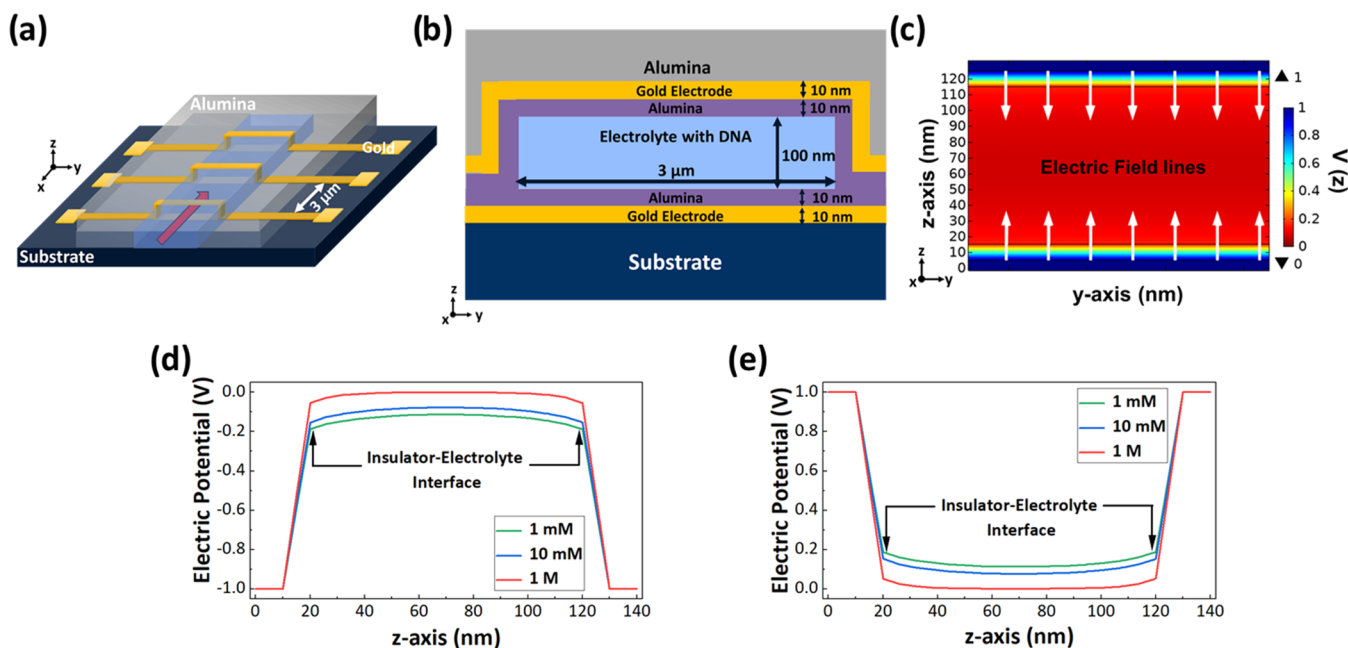 (a)
Alumina
Gold
3 μm
Substrate
z
y
x
(b)
Alumina
Gold Electrode
10 nm
Alumina
10 nm
Electrolyte with DNA
3 μm
100 nm
Alumina
10 nm
Gold Electrode
10 nm
Substrate
z
x
y
(c)
z-axis (nm)
120
110
100
90
80
70
60
50
40
30
20
10
0
Electric Field lines
y-axis (nm)
z
x
y
1
1
0.8
0.6
0.4
0.2
0
0
V (z)
(d)
Electric Potential (V)
0.0
-0.2
-0.4
-0.6
-0.8
-1.0
Insulator-Electrolyte
Interface
1 mM
10 mM
1 M
0 20 40 60 80 100 120 140
z-axis (nm)
(e)
Electric Potential (V)
1.0
0.8
0.6
0.4
0.2
0.0
1 mM
10 mM
1 M
Insulator-Electrolyte
Interface
0 20 40 60 80 100 120 140
z-axis (nm)